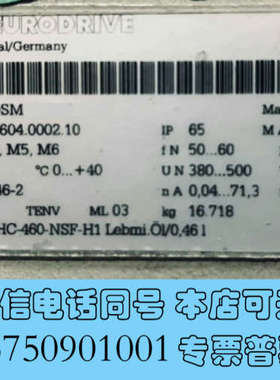 EURODRIVE
al/Germany
SM
Ma
604.0002.10
IP 65
M A
, M5, M6
f N 50...60
°C 0...+40
U N 380...500
46-2
n A 0,04...71,3
TENV
ML 03
kg 16.718
HC-460-NSF-H1 Lebmi.Öl/0,46 l
信电话同号 本店可
750901001 专票普